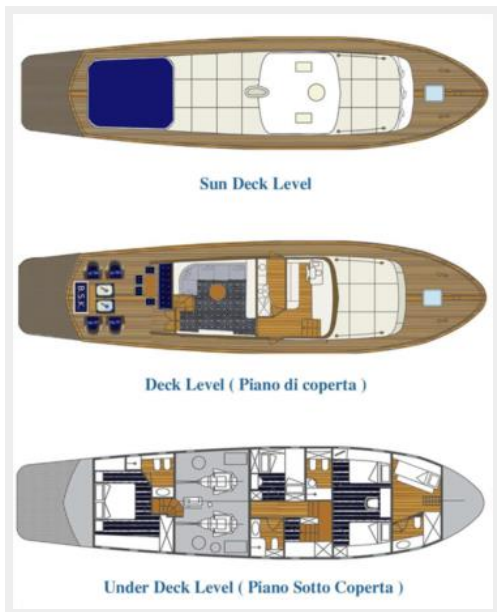 Sun Deck Level
B.S.K
Deck Level ( Piano di coperta )
Under Deck Level ( Piano Sotto Coperta )